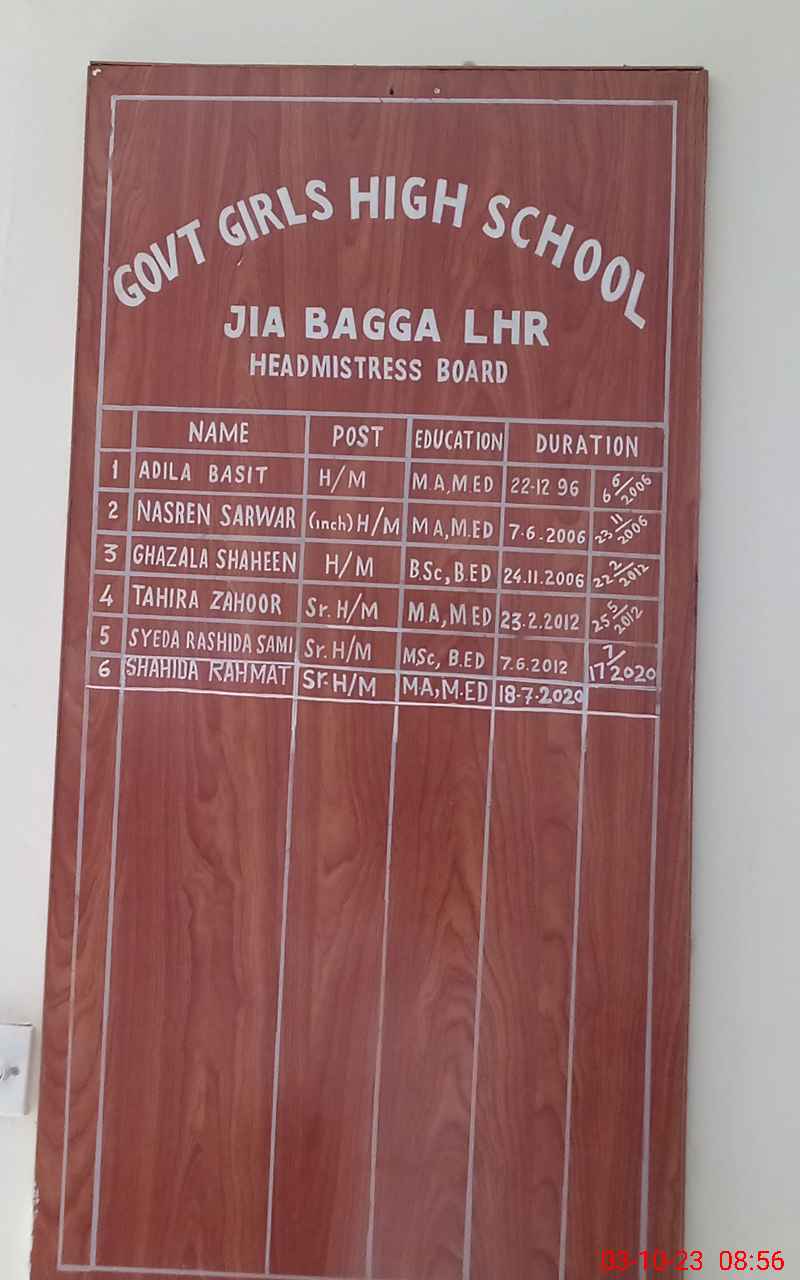 GOVT GIRLS HIGH SCHOOL
JIA BAGGA LHR
HEADMISTRESS BOARD
NAME POST EDUCATION DURATION
1 ADILA BASIT H/M M.A,M.ED 22-12 96 6 6/2006
2 NASREN SARWAR (inch) H/M M A, M.ED 7.6.2006 23 11/2006
3 GHAZALA SHAHEEN H/M B.Sc, B.ED 24.11.2006 22 2/2012
4 TAHIRA ZAHOOR Sr. H/M M.A, M ED 23.2.2012 25 5/2012
5 SYEDA RASHIDA SAMI Sr. H/M MSc, B.ED 7.6.2012 17 7/2020
6 SHAHIDA RAHMAT Sr. H/M MA, M.ED 18-7-2020
03-10-23 08:56